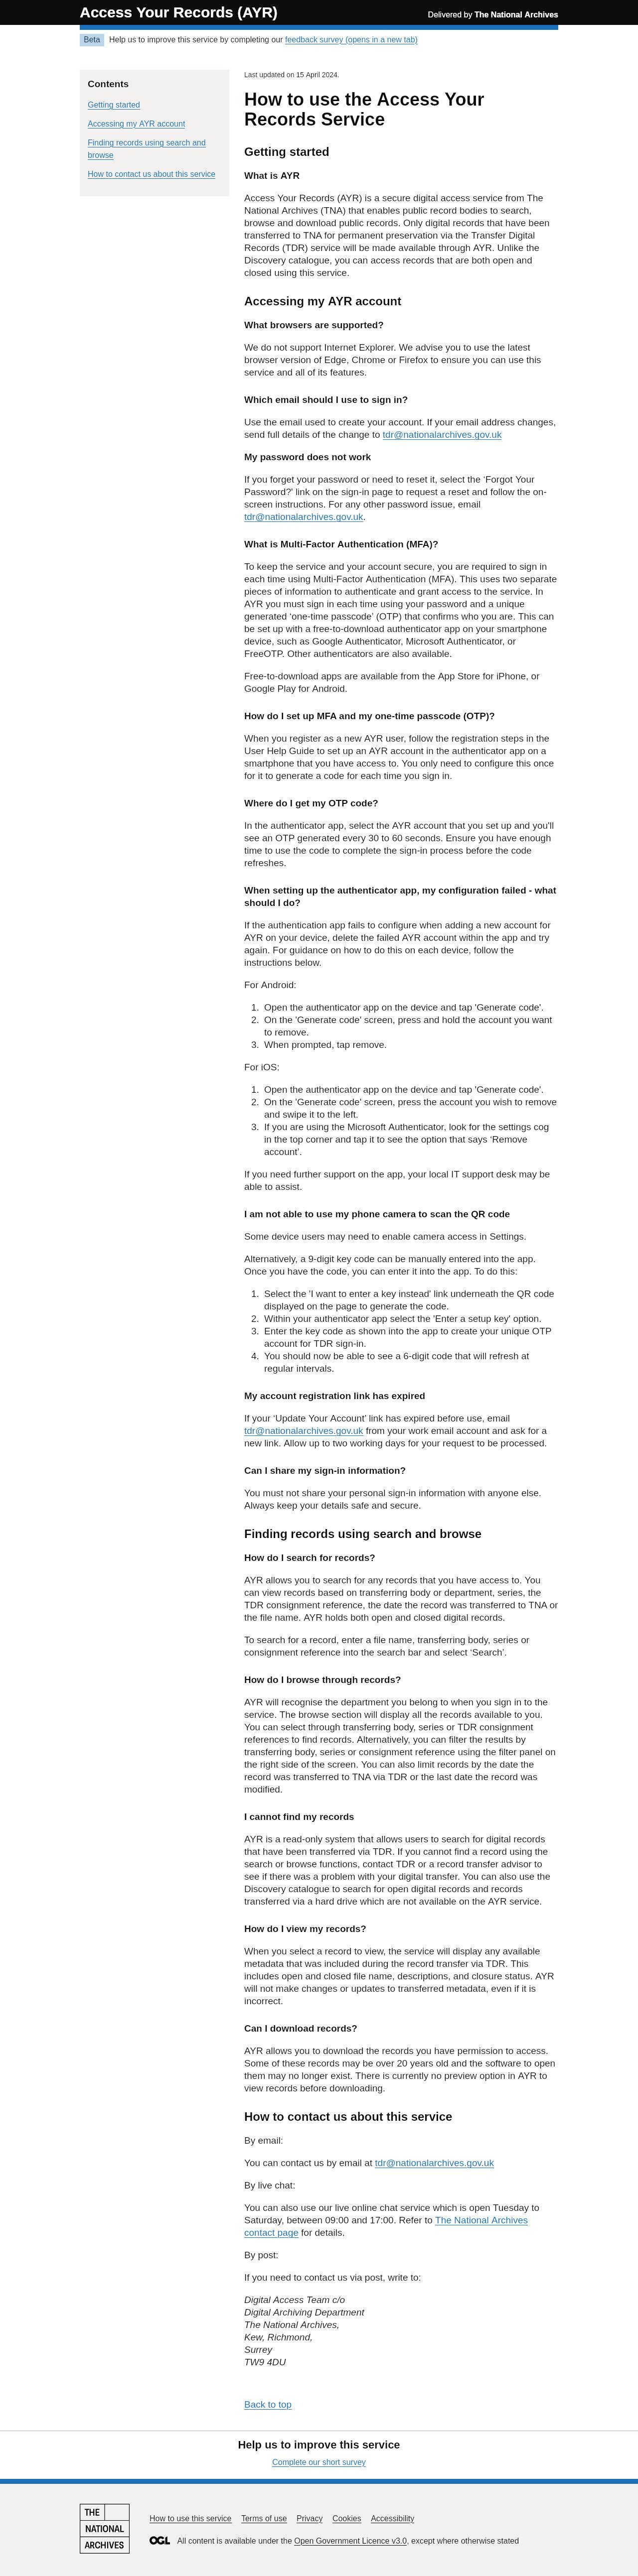 Access Your Records (AYR)
Delivered by The National Archives
Beta Help us to improve this service by completing our feedback survey (opens in a new tab)
Contents
Getting started
Accessing my AYR account
Finding records using search and
browse
How to contact us about this service
Last updated on 15 April 2024.
How to use the Access Your
Records Service
Getting started
What is AYR
Access Your Records (AYR) is a secure digital access service from The
National Archives (TNA) that enables public record bodies to search,
browse and download public records. Only digital records that have been
transferred to TNA for permanent preservation via the Transfer Digital
Records (TDR) service will be made available through AYR. Unlike the
Discovery catalogue, you can access records that are both open and
closed using this service.
Accessing my AYR account
What browsers are supported?
We do not support Internet Explorer. We advise you to use the latest
browser version of Edge, Chrome or Firefox to ensure you can use this
service and all of its features.
Which email should I use to sign in?
Use the email used to create your account. If your email address changes,
send full details of the change to tdr@nationalarchives.gov.uk
My password does not work
If you forget your password or need to reset it, select the ‘Forgot Your
Password?’ link on the sign-in page to request a reset and follow the on-
screen instructions. For any other password issue, email
tdr@nationalarchives.gov.uk.
What is Multi-Factor Authentication (MFA)?
To keep the service and your account secure, you are required to sign in
each time using Multi-Factor Authentication (MFA). This uses two separate
pieces of information to authenticate and grant access to the service. In
AYR you must sign in each time using your password and a unique
generated ‘one-time passcode’ (OTP) that confirms who you are. This can
be set up with a free-to-download authenticator app on your smartphone
device, such as Google Authenticator, Microsoft Authenticator, or
FreeOTP. Other authenticators are also available.
Free-to-download apps are available from the App Store for iPhone, or
Google Play for Android.
How do I set up MFA and my one-time passcode (OTP)?
When you register as a new AYR user, follow the registration steps in the
User Help Guide to set up an AYR account in the authenticator app on a
smartphone that you have access to. You only need to configure this once
for it to generate a code for each time you sign in.
Where do I get my OTP code?
In the authenticator app, select the AYR account that you set up and you'll
see an OTP generated every 30 to 60 seconds. Ensure you have enough
time to use the code to complete the sign-in process before the code
refreshes.
When setting up the authenticator app, my configuration failed - what
should I do?
If the authentication app fails to configure when adding a new account for
AYR on your device, delete the failed AYR account within the app and try
again. For guidance on how to do this on each device, follow the
instructions below.
For Android:
1. Open the authenticator app on the device and tap 'Generate code'.
2. On the 'Generate code' screen, press and hold the account you want
to remove.
3. When prompted, tap remove.
For iOS:
1. Open the authenticator app on the device and tap 'Generate code'.
2. On the 'Generate code' screen, press the account you wish to remove
and swipe it to the left.
3. If you are using the Microsoft Authenticator, look for the settings cog
in the top corner and tap it to see the option that says ‘Remove
account’.
If you need further support on the app, your local IT support desk may be
able to assist.
I am not able to use my phone camera to scan the QR code
Some device users may need to enable camera access in Settings.
Alternatively, a 9-digit key code can be manually entered into the app.
Once you have the code, you can enter it into the app. To do this:
1. Select the 'I want to enter a key instead' link underneath the QR code
displayed on the page to generate the code.
2. Within your authenticator app select the 'Enter a setup key' option.
3. Enter the key code as shown into the app to create your unique OTP
account for TDR sign-in.
4. You should now be able to see a 6-digit code that will refresh at
regular intervals.
My account registration link has expired
If your ‘Update Your Account’ link has expired before use, email
tdr@nationalarchives.gov.uk from your work email account and ask for a
new link. Allow up to two working days for your request to be processed.
Can I share my sign-in information?
You must not share your personal sign-in information with anyone else.
Always keep your details safe and secure.
Finding records using search and browse
How do I search for records?
AYR allows you to search for any records that you have access to. You
can view records based on transferring body or department, series, the
TDR consignment reference, the date the record was transferred to TNA or
the file name. AYR holds both open and closed digital records.
To search for a record, enter a file name, transferring body, series or
consignment reference into the search bar and select ‘Search’.
How do I browse through records?
AYR will recognise the department you belong to when you sign in to the
service. The browse section will display all the records available to you.
You can select through transferring body, series or TDR consignment
references to find records. Alternatively, you can filter the results by
transferring body, series or consignment reference using the filter panel on
the right side of the screen. You can also limit records by the date the
record was transferred to TNA via TDR or the last date the record was
modified.
I cannot find my records
AYR is a read-only system that allows users to search for digital records
that have been transferred via TDR. If you cannot find a record using the
search or browse functions, contact TDR or a record transfer advisor to
see if there was a problem with your digital transfer. You can also use the
Discovery catalogue to search for open digital records and records
transferred via a hard drive which are not available on the AYR service.
How do I view my records?
When you select a record to view, the service will display any available
metadata that was included during the record transfer via TDR. This
includes open and closed file name, descriptions, and closure status. AYR
will not make changes or updates to transferred metadata, even if it is
incorrect.
Can I download records?
AYR allows you to download the records you have permission to access.
Some of these records may be over 20 years old and the software to open
them may no longer exist. There is currently no preview option in AYR to
view records before downloading.
How to contact us about this service
By email:
You can contact us by email at tdr@nationalarchives.gov.uk
By live chat:
You can also use our live online chat service which is open Tuesday to
Saturday, between 09:00 and 17:00. Refer to The National Archives
contact page for details.
By post:
If you need to contact us via post, write to:
Digital Access Team c/o
Digital Archiving Department
The National Archives,
Kew, Richmond,
Surrey
TW9 4DU
Back to top
Help us to improve this service
Complete our short survey
THE
NATIONAL
ARCHIVES
How to use this service Terms of use Privacy Cookies Accessibility
OGL All content is available under the Open Government Licence v3.0, except where otherwise stated